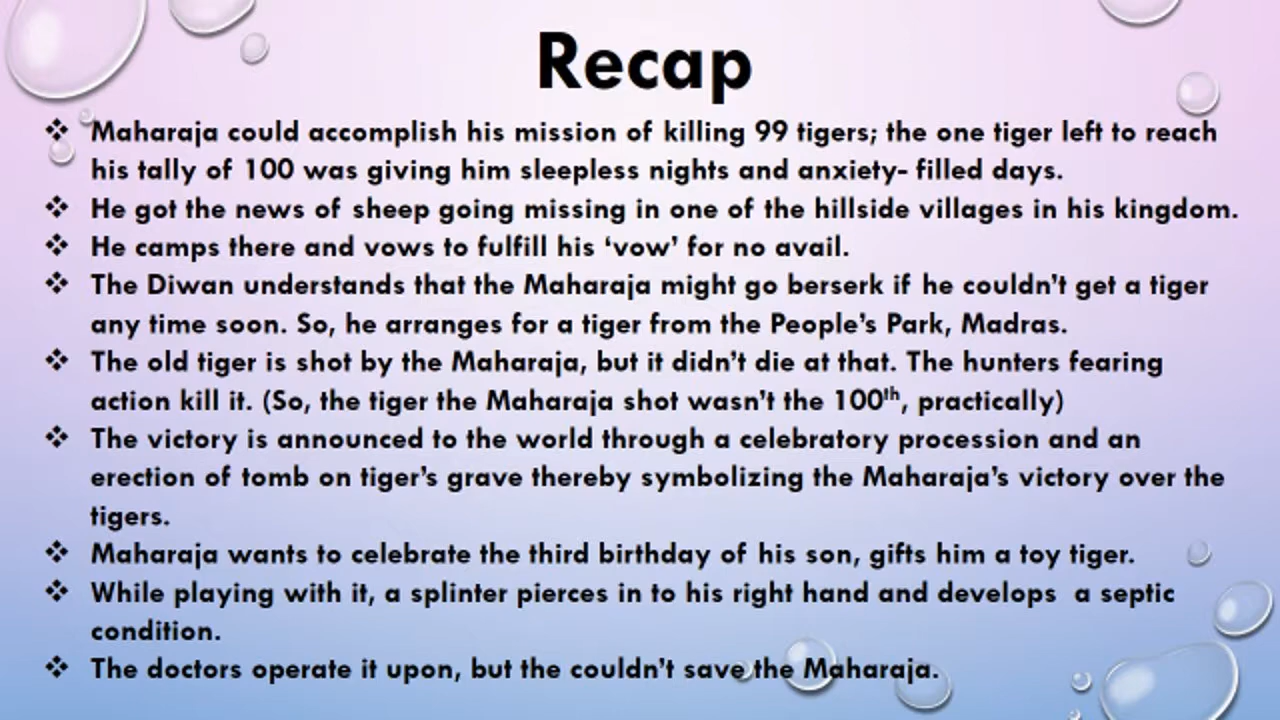 Recap
❖ Maharaja could accomplish his mission of killing 99 tigers; the one tiger left to reach
his tally of 100 was giving him sleepless nights and anxiety- filled days.
❖ He got the news of sheep going missing in one of the hillside villages in his kingdom.
❖ He camps there and vows to fulfill his ‘vow’ for no avail.
❖ The Diwan understands that the Maharaja might go berserk if he couldn’t get a tiger
any time soon. So, he arranges for a tiger from the People’s Park, Madras.
❖ The old tiger is shot by the Maharaja, but it didn’t die at that. The hunters fearing
action kill it. (So, the tiger the Maharaja shot wasn’t the 100th, practically)
❖ The victory is announced to the world through a celebratory procession and an
erection of tomb on tiger’s grave thereby symbolizing the Maharaja’s victory over the
tigers.
❖ Maharaja wants to celebrate the third birthday of his son, gifts him a toy tiger.
❖ While playing with it, a splinter pierces in to his right hand and develops  a septic
condition.
❖ The doctors operate it upon, but the couldn’t save the Maharaja.